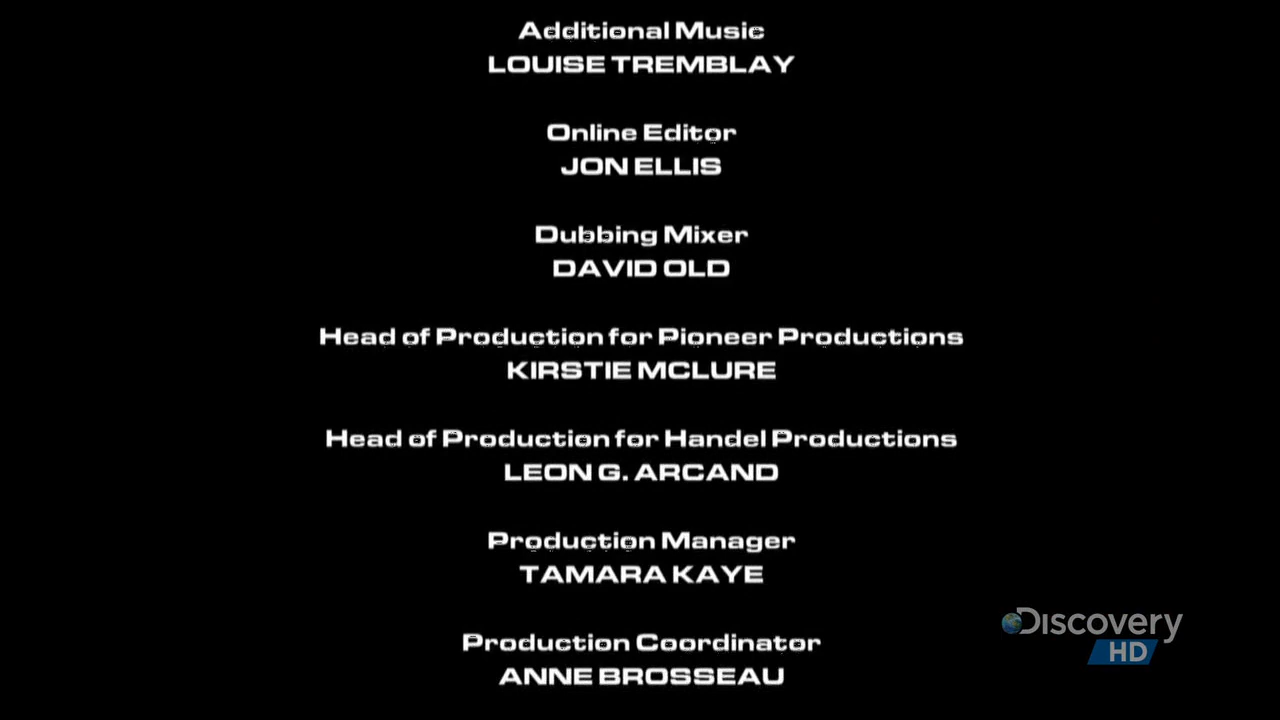 Additional Music
LOUISE TREMBLAY
Online Editor
JON ELLIS
Dubbing Mixer
DAVID OLD
Head of Production for Pioneer Productions
KIRSTIE MCLURE
Head of Production for Handel Productions
LEON G. ARCAND
Production Manager
TAMARA KAYE
Production Coordinator
ANNE BROSSEAU
Discovery
HD